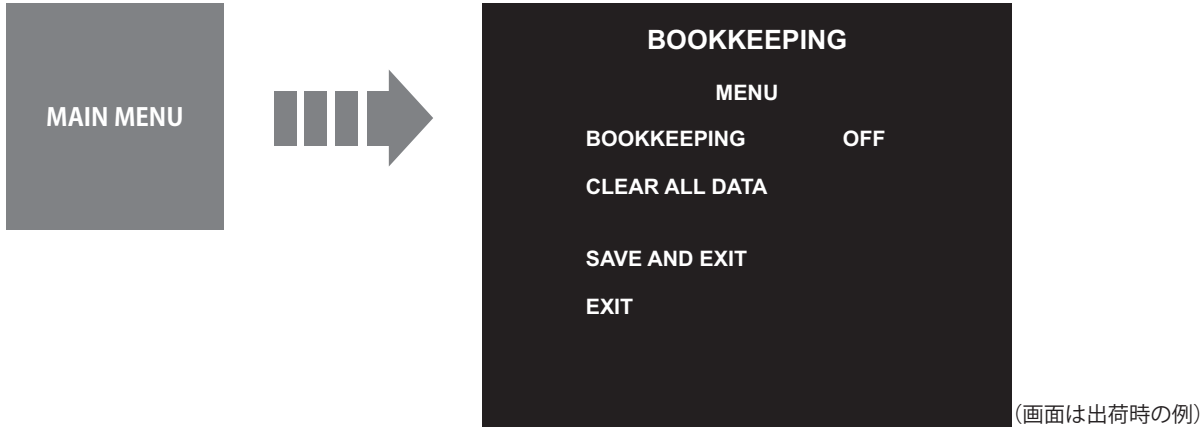 MAIN MENU
BOOKKEEPING
MENU
BOOKKEEPING OFF
CLEAR ALL DATA
SAVE AND EXIT
EXIT
(画面は出荷時の例)